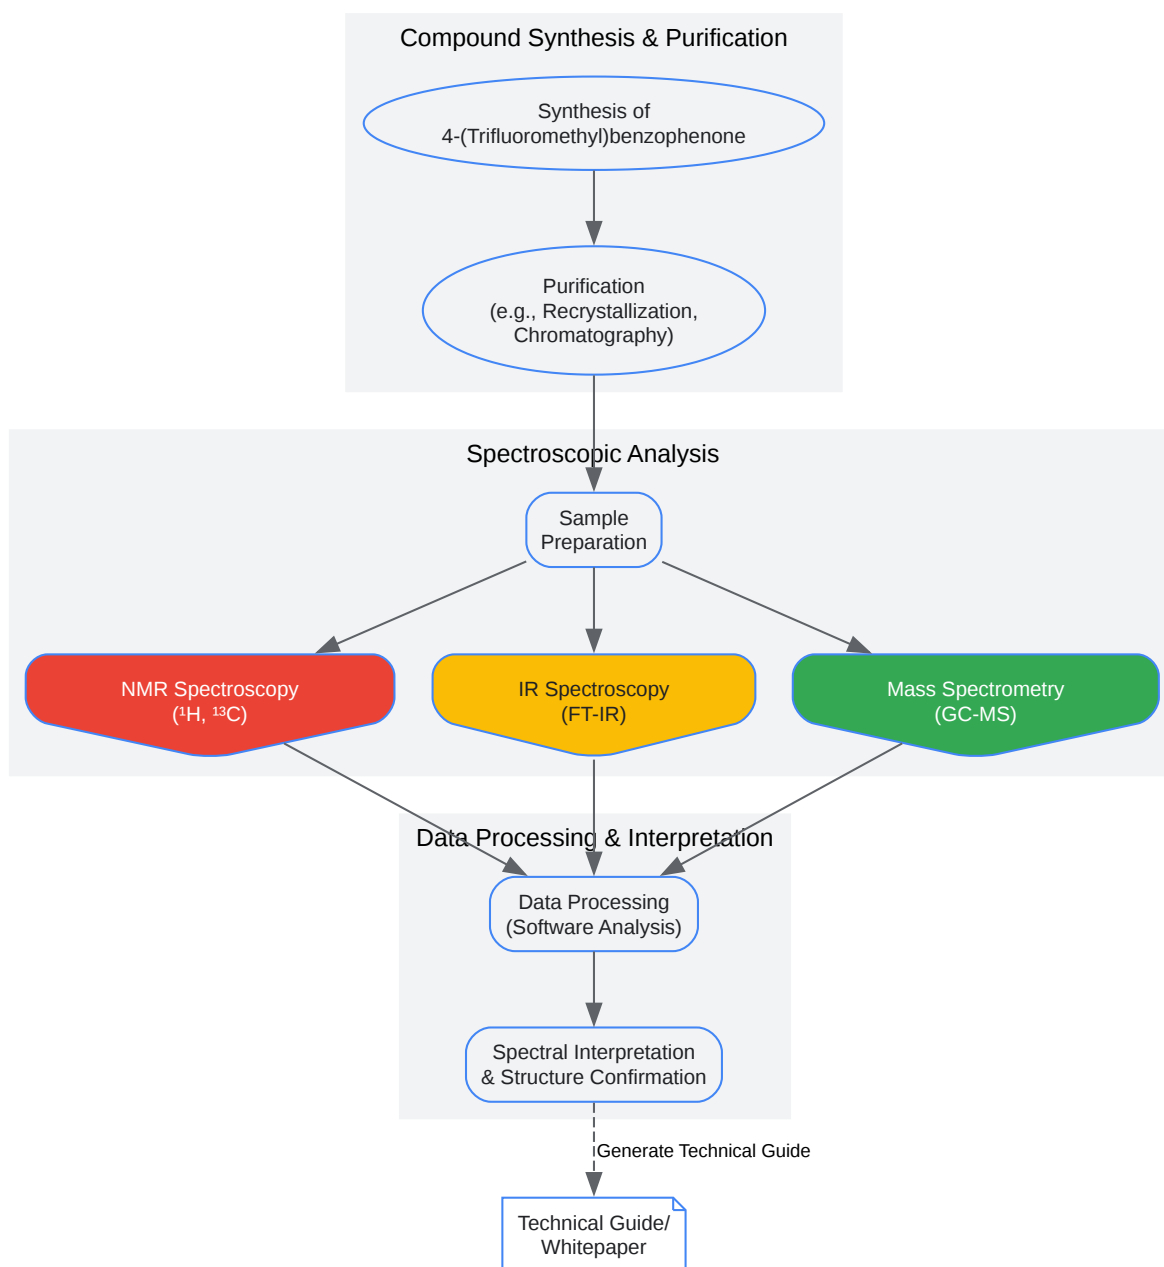 Compound Synthesis & Purification
Synthesis of
4-(Trifluoromethyl)benzophenone
Purification
(e.g., Recrystallization,
Chromatography)
Spectroscopic Analysis
Sample
Preparation
NMR Spectroscopy
(¹H, ¹³C)
IR Spectroscopy
(FT-IR)
Mass Spectrometry
(GC-MS)
Data Processing & Interpretation
Data Processing
(Software Analysis)
Spectral Interpretation
& Structure Confirmation
Generate Technical Guide
Technical Guide/
Whitepaper